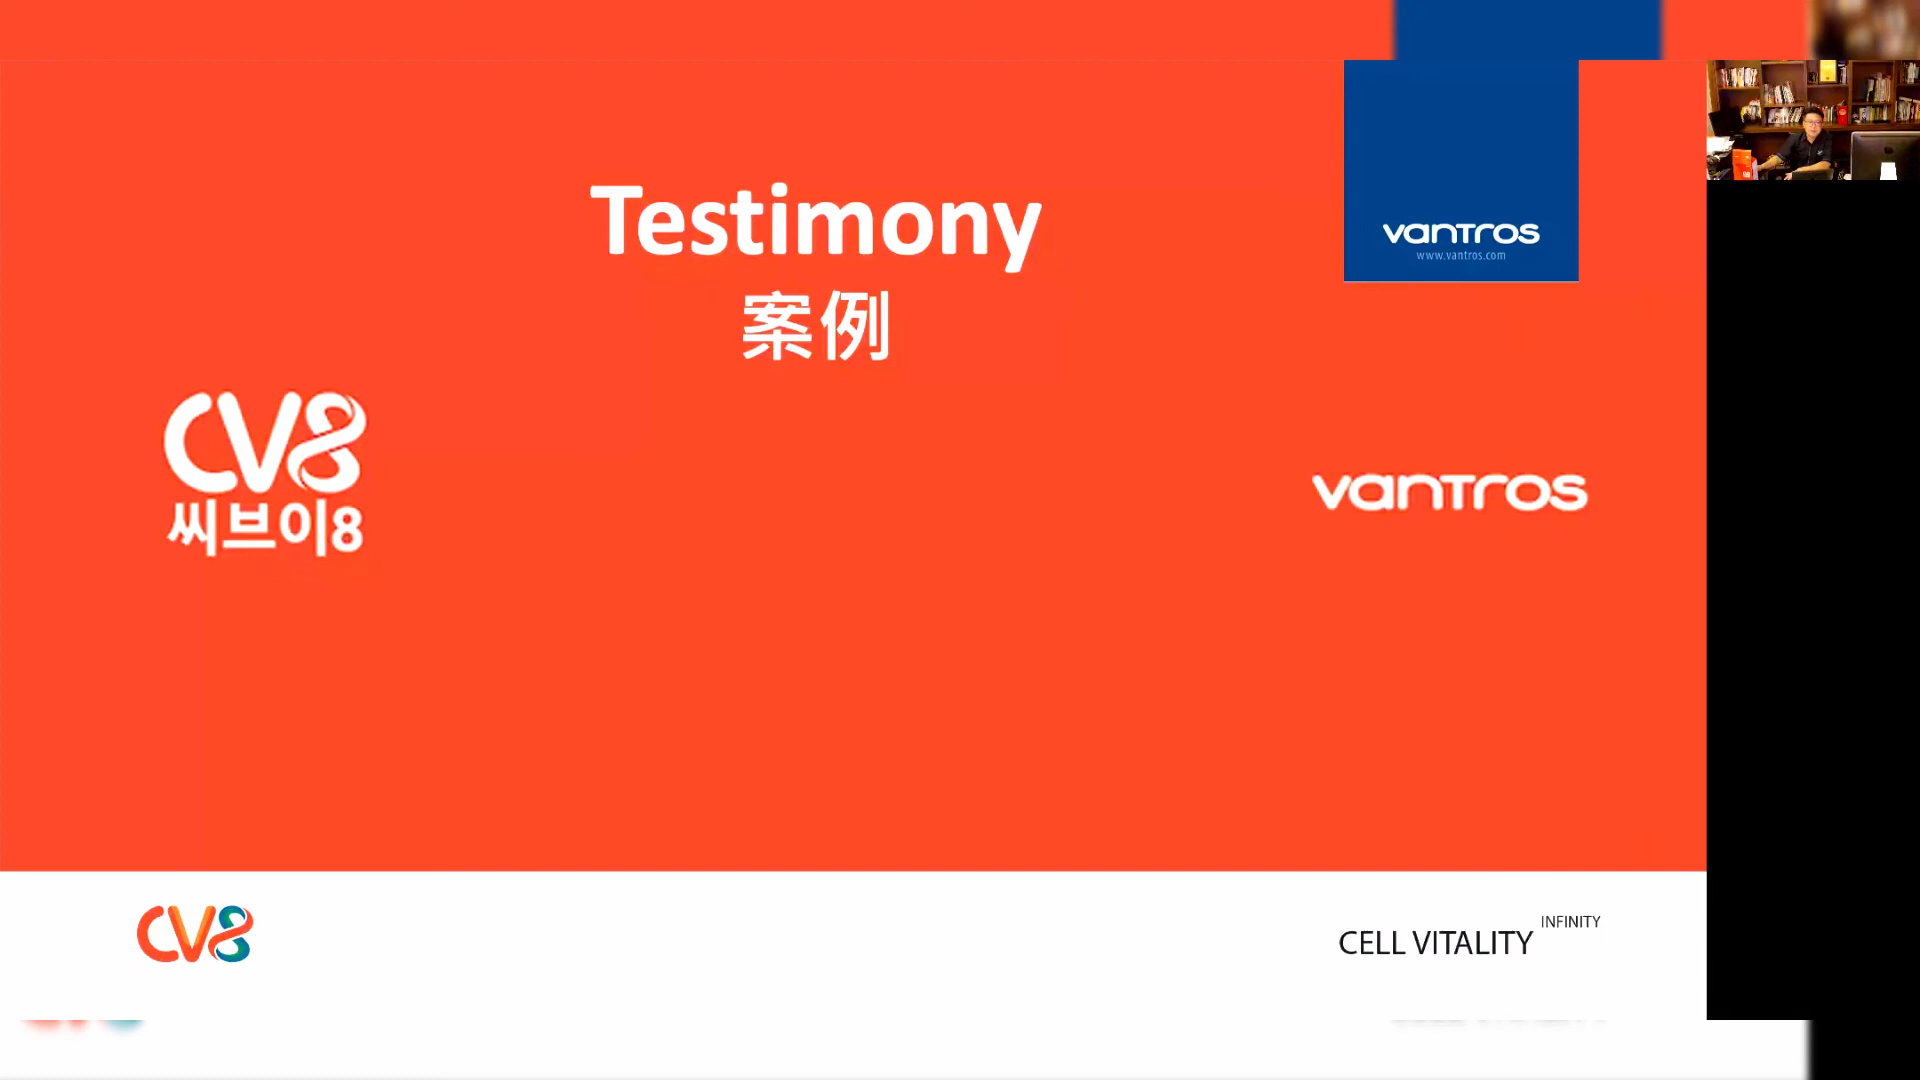 Testimony
案例
vantros
www.vantros.com
CV8
씨브이8
vantros
CV8
CELL VITALITY INFINITY